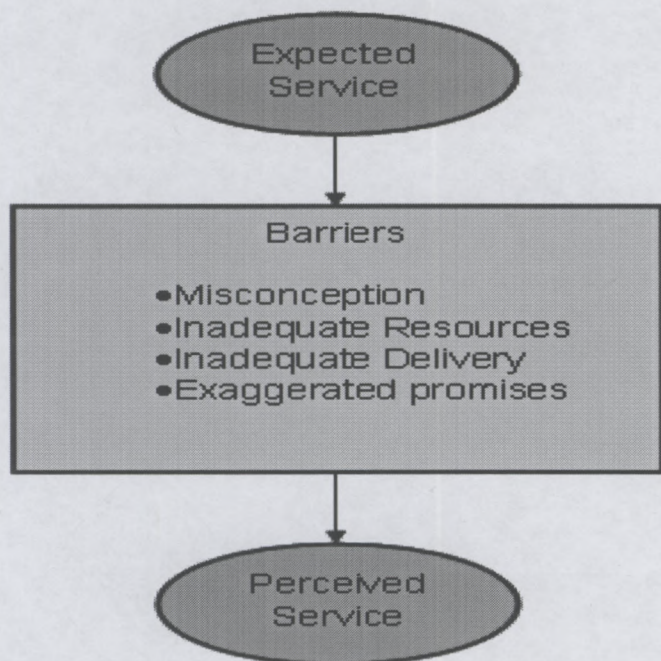 Expected
Service
Barriers
•Misconception
•Inadequate Resources
•Inadequate Delivery
•Exaggerated promises
Perceived
Service